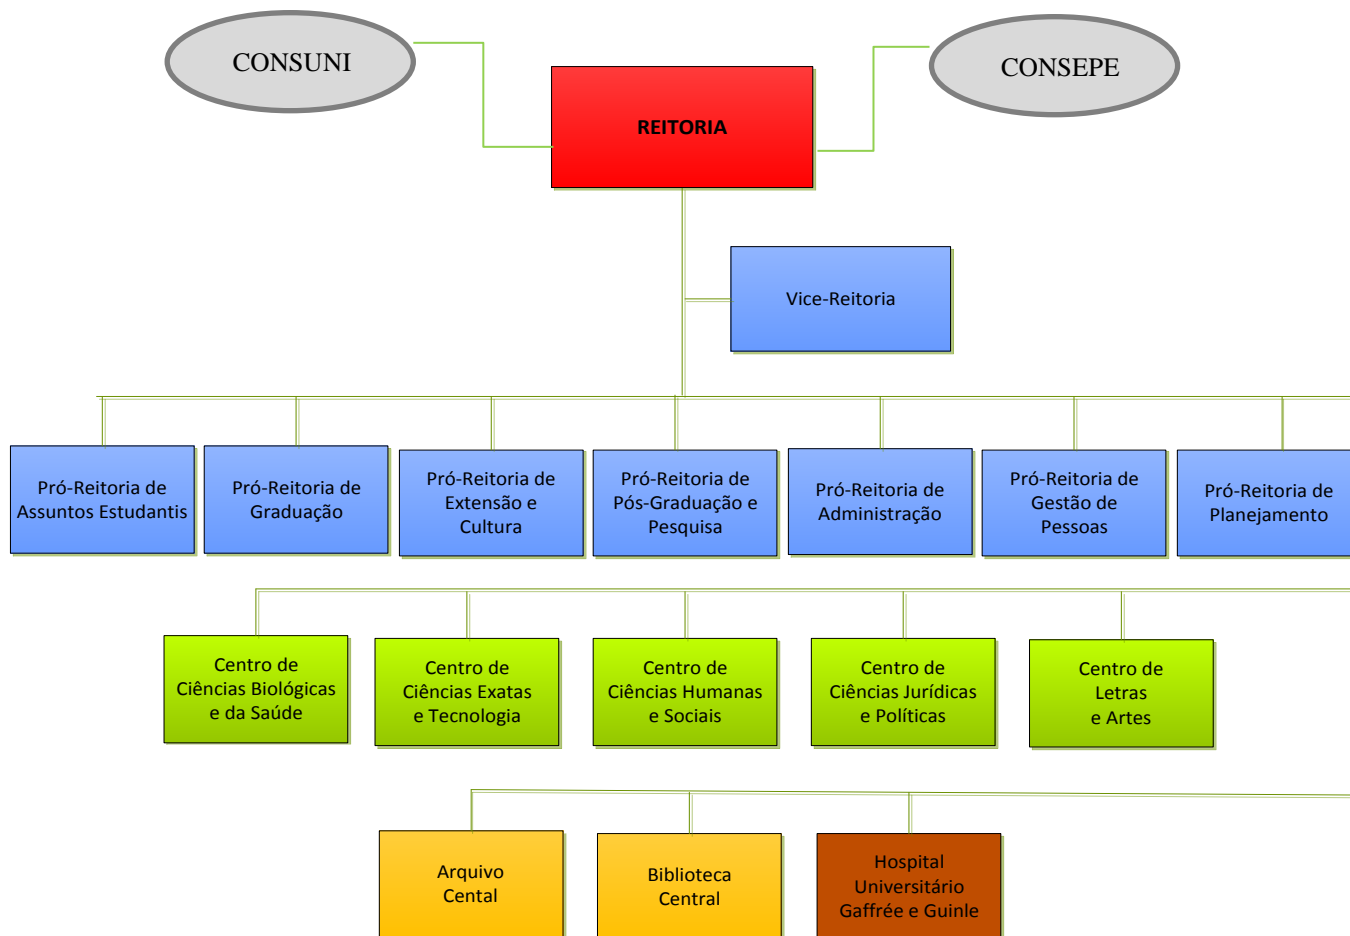 CONSUNI
CONSEPE
REITORIA
Vice-Reitoria
Pró-Reitoria de
Assuntos Estudantis
Pró-Reitoria de
Graduação
Pró-Reitoria de
Extensão e
Cultura
Pró-Reitoria de
Pós-Graduação e
Pesquisa
Pró-Reitoria de
Administração
Pró-Reitoria de
Gestão de
Pessoas
Pró-Reitoria de
Planejamento
Centro de
Ciências Biológicas
e da Saúde
Centro de
Ciências Exatas
e Tecnologia
Centro de
Ciências Humanas
e Sociais
Centro de
Ciências Jurídicas
e Políticas
Centro de
Letras
e Artes
Arquivo
Cental
Biblioteca
Central
Hospital
Universitário
Gaffrée e Guinle